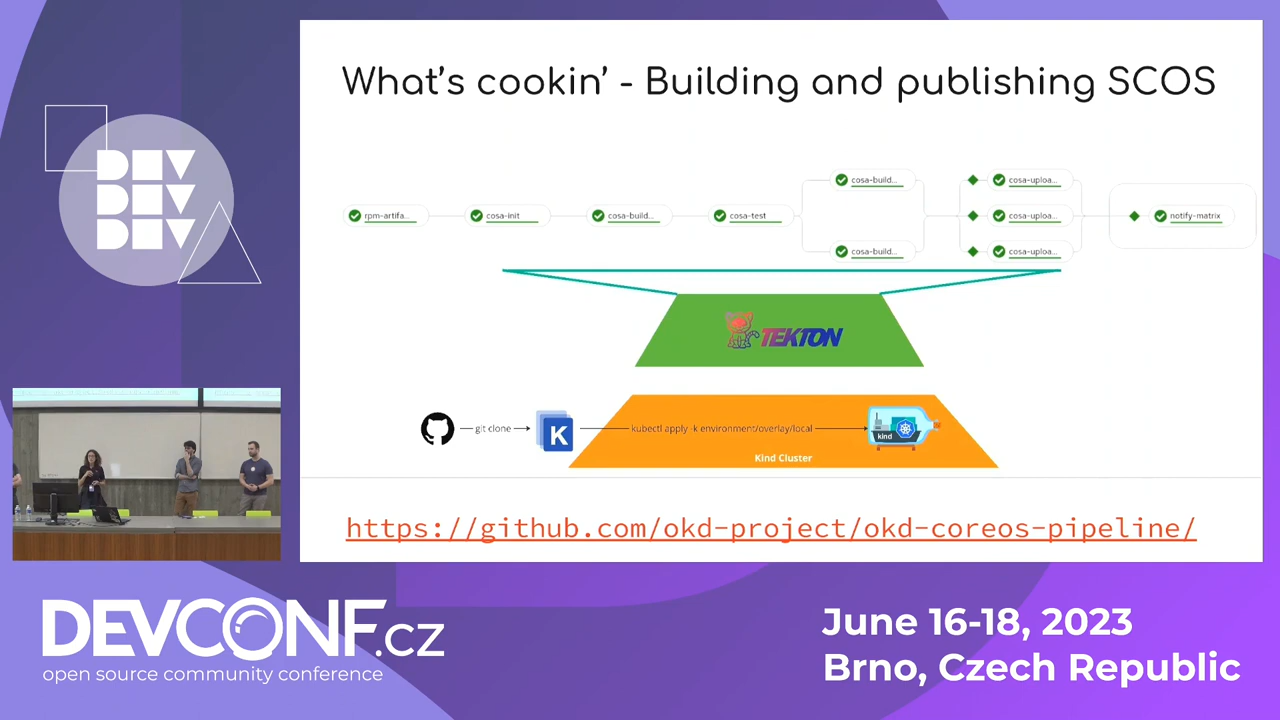 What's cookin' - Building and publishing SCOS
cosa-build...
cosa-uploa...
rpm-artifa...
cosa-init
cosa-build...
cosa-test
cosa-uploa...
notify-matrix
cosa-build...
cosa-uploa...
TEKTON
git clone
K
kubectl apply -k environment/overlay/local
kind
Kind Cluster
https://github.com/okd-project/okd-coreos-pipeline/
DEV
DEV
DEV
DEVCONF.cz
open source community conference
June 16-18, 2023
Brno, Czech Republic